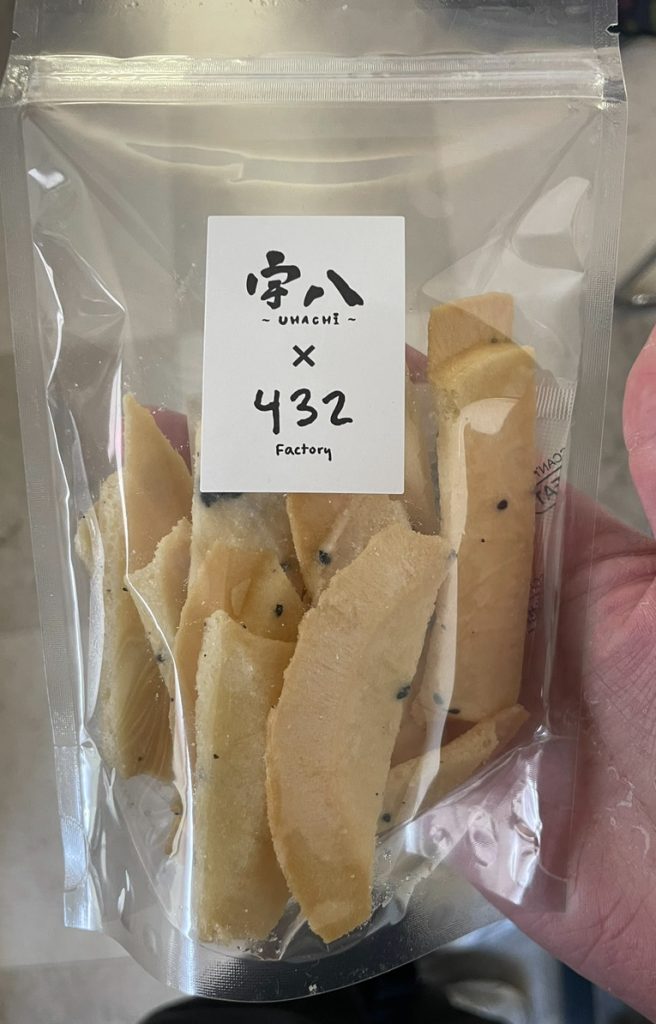 宇八
~ UHACHI ~
×
432
Factory